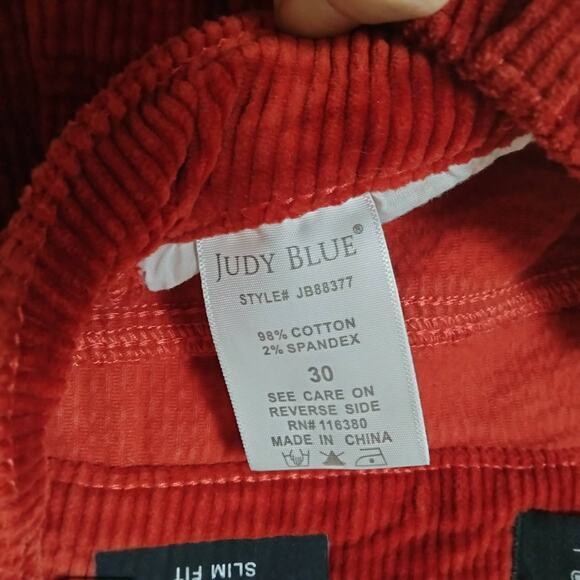 JUDY BLUE®
STYLE# JB88377
98% COTTON
2% SPANDEX
30
SEE CARE ON
REVERSE SIDE
RN# 116380
MADE IN CHINA
SLIM FIT